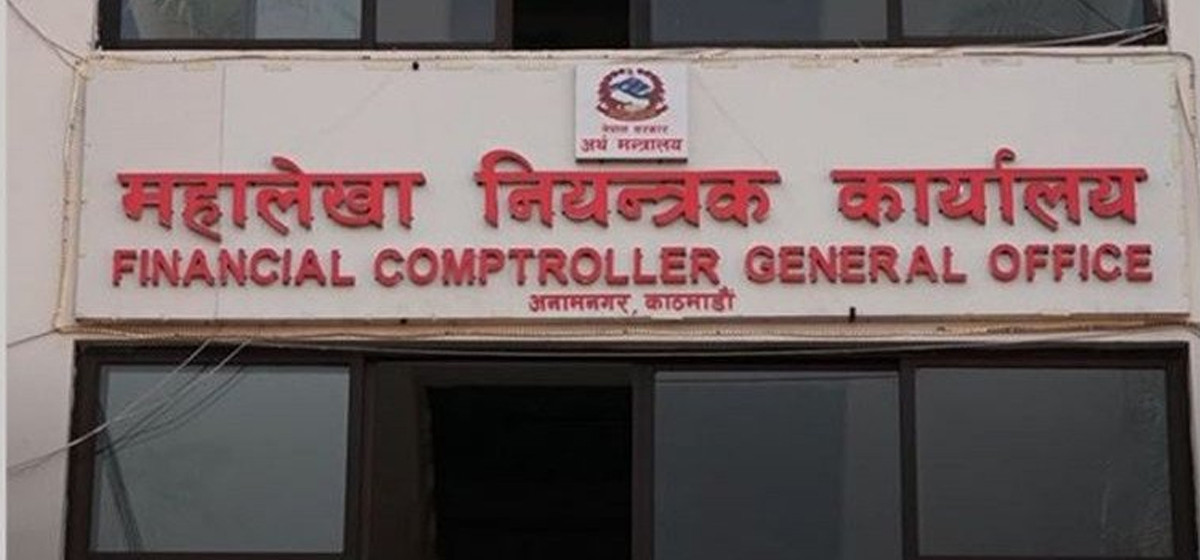 नेपाल सरकार
अर्थ मन्त्रालय
महालेखा नियन्त्रक कार्यालय
FINANCIAL COMPTROLLER GENERAL OFFICE
अनामनगर, काठमाडौं